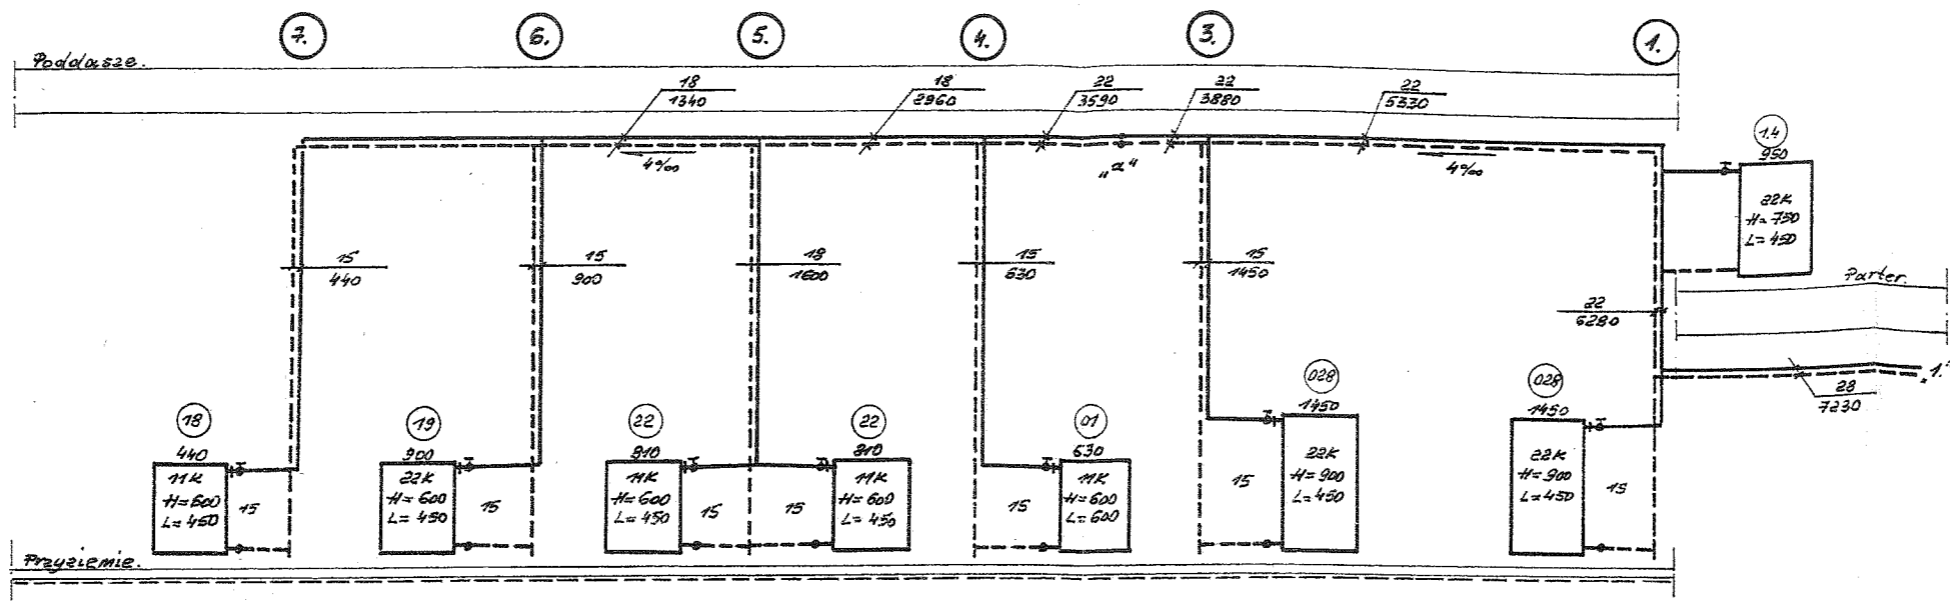 7.
6.
5.
4.
3.
1.
Poddasze.
18
1340
18
2960
22
3590
22
3880
22
5330
4‰
"a"
4‰
14
950
22K
H=750
L=450
15
440
15
900
18
1600
15
630
15
1450
22
6280
Parter.
28
7230
"1."
18
440
11K
H=600
L=450
15
19
900
22K
H=600
L=450
15
22
810
11K
H=600
L=450
15
22
810
11K
H=600
L=450
15
01
630
11K
H=600
L=600
15
028
1450
22K
H=900
L=450
15
028
1450
22K
H=900
L=450
15
Przyziemie.